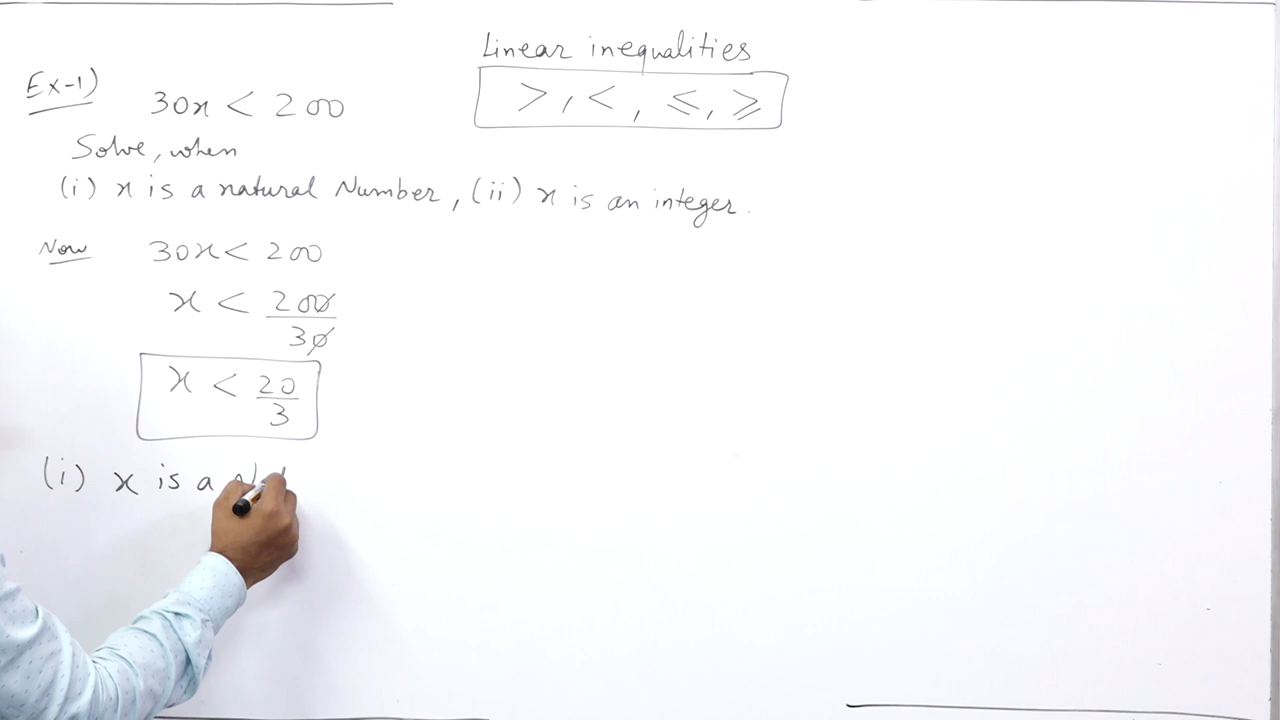 Linear inequalities
>, <, ≤, ≥
Ex-1) 30x < 200
Solve, when
(i) x is a natural Number, (ii) x is an integer.
Now 30x < 200
x < 200/30
x < 20/3
(i) x is a